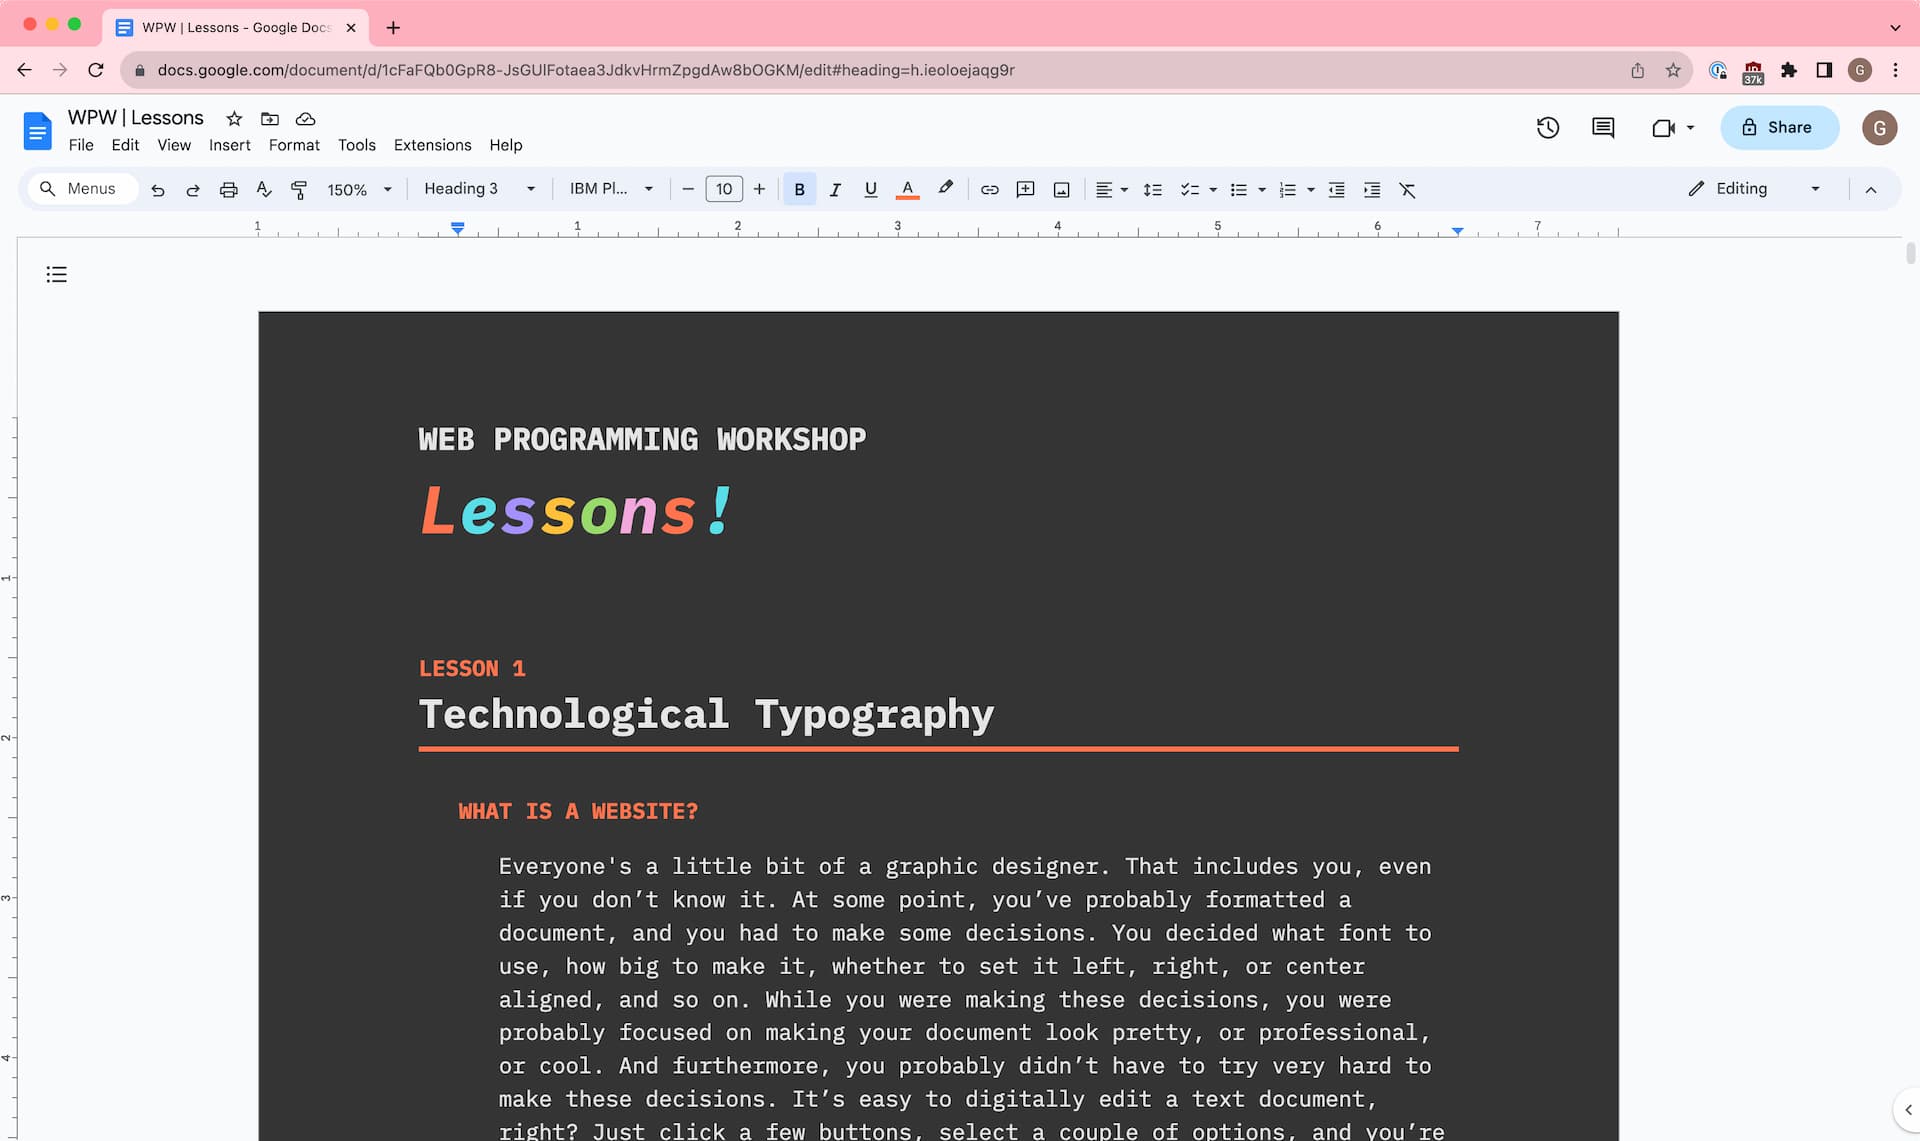 WPW | Lessons - Google Docs
docs.google.com/document/d/1cFaFQb0GpR8-JsGUlFotaea3JdkvHrmZpgdAw8bOGKM/edit#heading=h.ieoloejaqg9r
37k
G
WPW | Lessons
File Edit View Insert Format Tools Extensions Help
Share
G
Menus 150% Heading 3 IBM Pl... 10 B I U A Editing
1 1 2 3 4 5 6 7
WEB PROGRAMMING WORKSHOP
Lessons!
1
LESSON 1
Technological Typography
2
WHAT IS A WEBSITE?
Everyone's a little bit of a graphic designer. That includes you, even
3
if you don’t know it. At some point, you’ve probably formatted a
document, and you had to make some decisions. You decided what font to
use, how big to make it, whether to set it left, right, or center
aligned, and so on. While you were making these decisions, you were
probably focused on making your document look pretty, or professional,
4
or cool. And furthermore, you probably didn’t have to try very hard to
make these decisions. It’s easy to digitally edit a text document,
right? Just click a few buttons, select a couple of options, and you’re